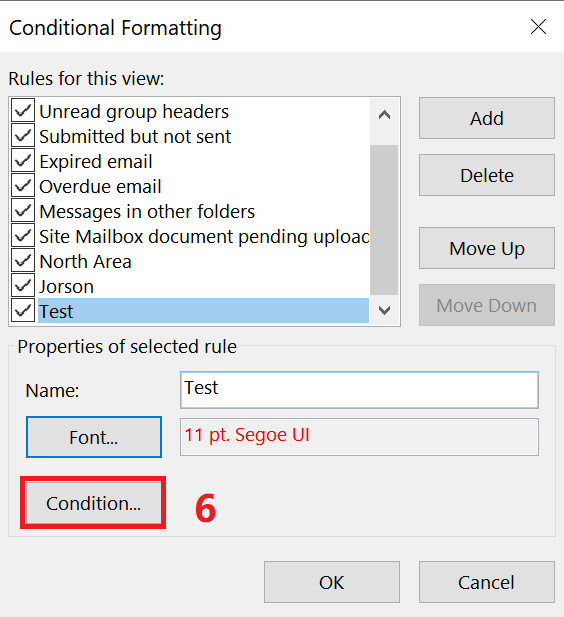 Conditional Formatting
Rules for this view:
Unread group headers
Submitted but not sent
Expired email
Overdue email
Messages in other folders
Site Mailbox document pending upload
North Area
Jorson
Test
Add
Delete
Move Up
Move Down
Properties of selected rule
Name:
Test
Font...
11 pt. Segoe UI
Condition...
6
OK
Cancel